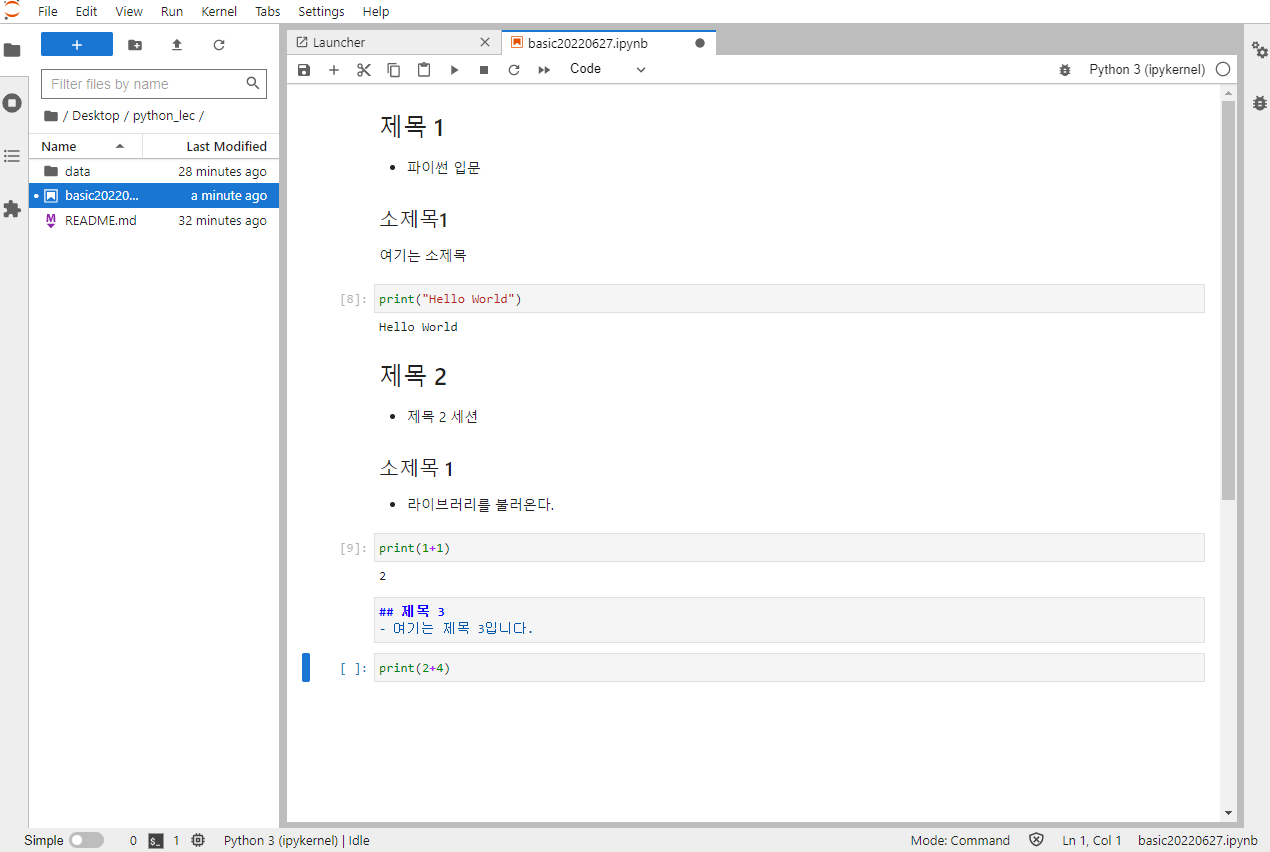 File Edit View Run Kernel Tabs Settings Help
Launcher
basic20220627.ipynb
Code
Python 3 (ipykernel)
Filter files by name
/ Desktop / python_lec /
Name Last Modified
data 28 minutes ago
basic20220... a minute ago
README.md 32 minutes ago
제목 1
• 파이썬 입문
소제목1
여기는 소제목
[8]: print("Hello World")
Hello World
제목 2
• 제목 2 세션
소제목 1
• 라이브러리를 불러온다.
[9]: print(1+1)
2
## 제목 3
- 여기는 제목 3입니다.
[ ]: print(2+4)
Simple 0 $_ 1 Python 3 (ipykernel) | Idle Mode: Command Ln 1, Col 1 basic20220627.ipynb